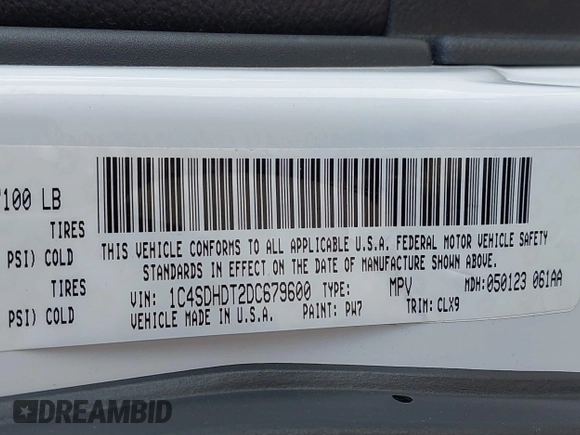 100 LB
TIRES
PSI) COLD
TIRES
PSI) COLD
THIS VEHICLE CONFORMS TO ALL APPLICABLE U.S.A. FEDERAL MOTOR VEHICLE SAFETY
STANDARDS IN EFFECT ON THE DATE OF MANUFACTURE SHOWN ABOVE.
VIN: 1C4SDHDT2DC679600 TYPE: MPV MDH:050123 061AA
VEHICLE MADE IN U.S.A. PAINT: PW7 TRIM: CLX9
DREAMBID